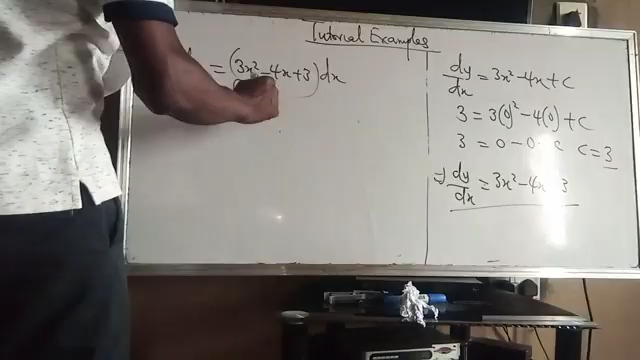 Tutorial Examples
= (3x² - 4x + 3) dx
dy/dx = 3x² - 4x + c
3 = 3(0)² - 4(0) + c
3 = 0 - 0 c c = 3
⇒ dy/dx = 3x² - 4x 3